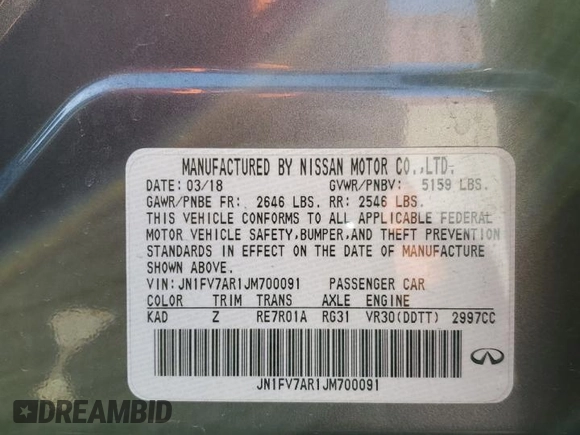 MANUFACTURED BY NISSAN MOTOR CO.,LTD.
DATE: 03/18 GVWR/PNBV: 5159 LBS.
GAWR/PNBE FR: 2646 LBS. RR: 2546 LBS.
THIS VEHICLE CONFORMS TO ALL APPLICABLE FEDERAL
MOTOR VEHICLE SAFETY,BUMPER,AND THEFT PREVENTION
STANDARDS IN EFFECT ON THE DATE OF MANUFACTURE
SHOWN ABOVE.
VIN: JN1FV7AR1JM700091 PASSENGER CAR
COLOR TRIM TRANS AXLE ENGINE
KAD Z RE7R01A RG31 VR30(DDTT) 2997CC
JN1FV7AR1JM700091
DREAMBID